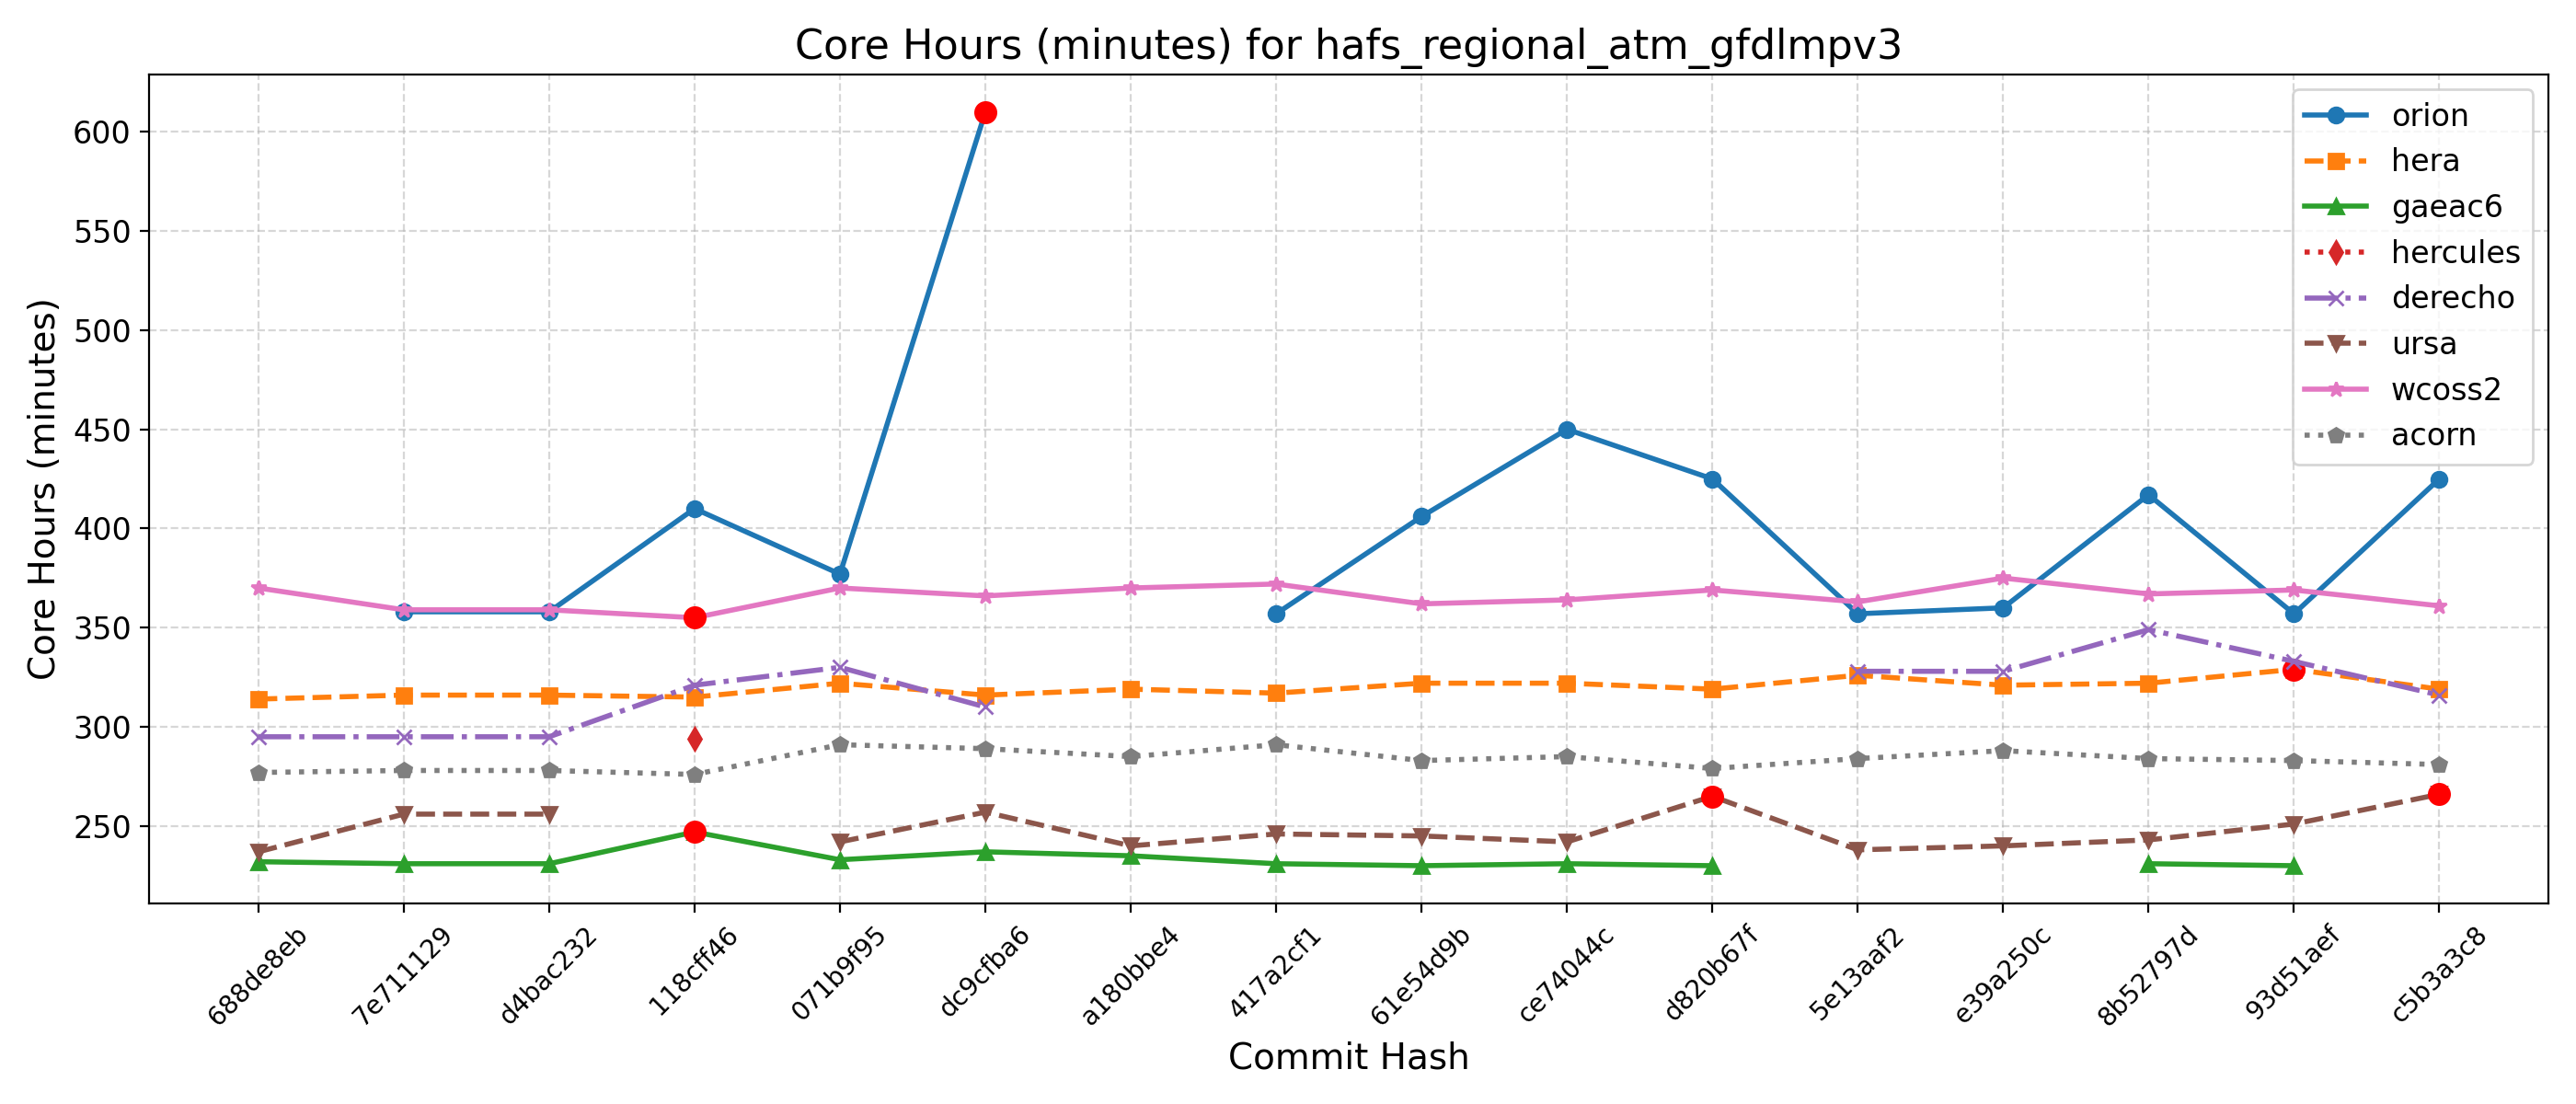 Core Hours (minutes) for hafs_regional_atm_gfdlmpv3
Core Hours (minutes)
600
550
500
450
400
350
300
250
orion
hera
gaeac6
hercules
derecho
ursa
wcoss2
acorn
688de8eb
7e711129
d4bac232
118cff46
071b9f95
dc9cfba6
a180bbe4
417a2cf1
61e54d9b
ce74044c
d820b67f
5e13aaf2
e39a250c
8b52797d
93d51aef
c5b3a3c8
Commit Hash